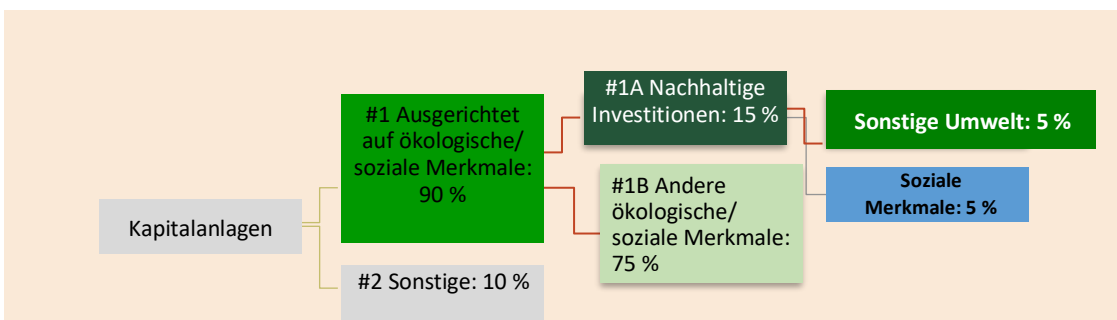 Kapitalanlagen
#1 Ausgerichtet
auf ökologische/
soziale Merkmale:
90 %
#2 Sonstige: 10 %
#1A Nachhaltige
Investitionen: 15 %
#1B Andere
ökologische/
soziale Merkmale:
75 %
Sonstige Umwelt: 5 %
Soziale
Merkmale: 5 %